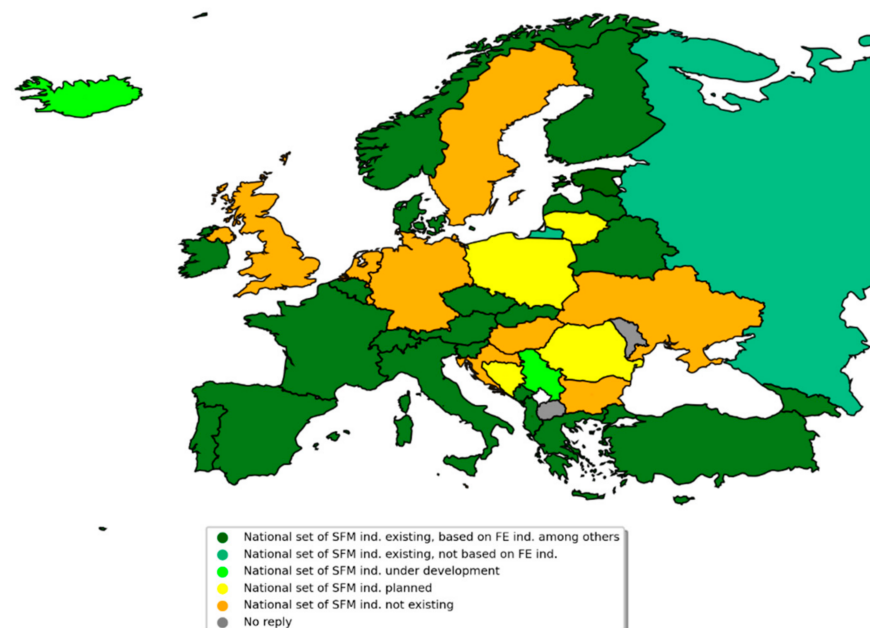 National set of SFM ind. existing, based on FE ind. among others
National set of SFM ind. existing, not based on FE ind.
National set of SFM ind. under development
National set of SFM ind. planned
National set of SFM ind. not existing
No reply